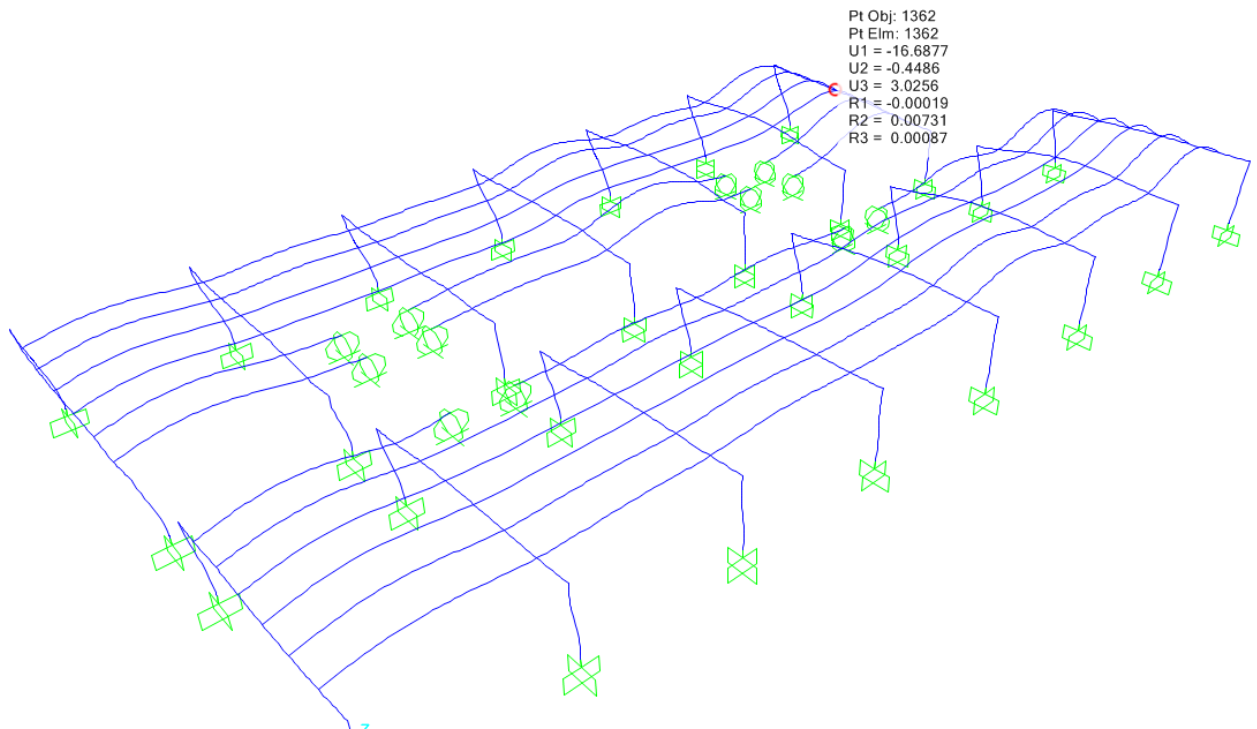 Pt Obj: 1362
Pt Elm: 1362
U1 = -16.6877
U2 = -0.4486
U3 = 3.0256
R1 = -0.00019
R2 = 0.00731
R3 = 0.00087